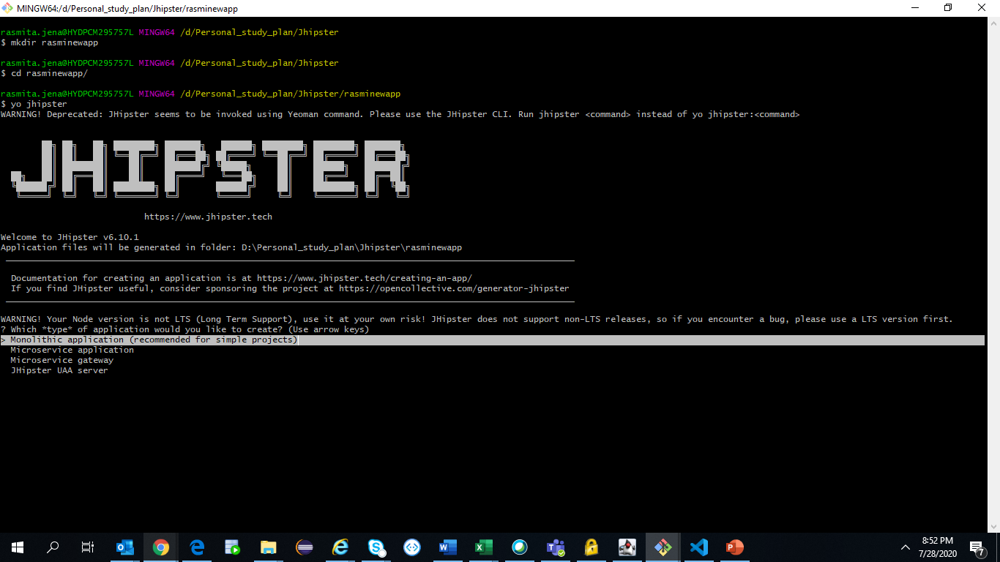 MINGW64:/d/Personal_study_plan/Jhipster/rasminewapp
rasmita.jena@HYDPCM295757L MINGW64 /d/Personal_study_plan/Jhipster
$ mkdir rasminewapp
rasmita.jena@HYDPCM295757L MINGW64 /d/Personal_study_plan/Jhipster
$ cd rasminewapp/
rasmita.jena@HYDPCM295757L MINGW64 /d/Personal_study_plan/Jhipster/rasminewapp
$ yo jhipster
WARNING! Deprecated: JHipster seems to be invoked using Yeoman command. Please use the JHipster CLI. Run jhipster <command> instead of yo jhipster:<command>
JHIPSTER
https://www.jhipster.tech
Welcome to JHipster v6.10.1
Application files will be generated in folder: D:\Personal_study_plan\Jhipster\rasminewapp
Documentation for creating an application is at https://www.jhipster.tech/creating-an-app/
If you find JHipster useful, consider sponsoring the project at https://opencollective.com/generator-jhipster
WARNING! Your Node version is not LTS (Long Term Support), use it at your own risk! JHipster does not support non-LTS releases, so if you encounter a bug, please use a LTS version first.
? Which *type* of application would you like to create? (Use arrow keys)
> Monolithic application (recommended for simple projects)
Microservice application
Microservice gateway
JHipster UAA server
8:52 PM
7/28/2020
7